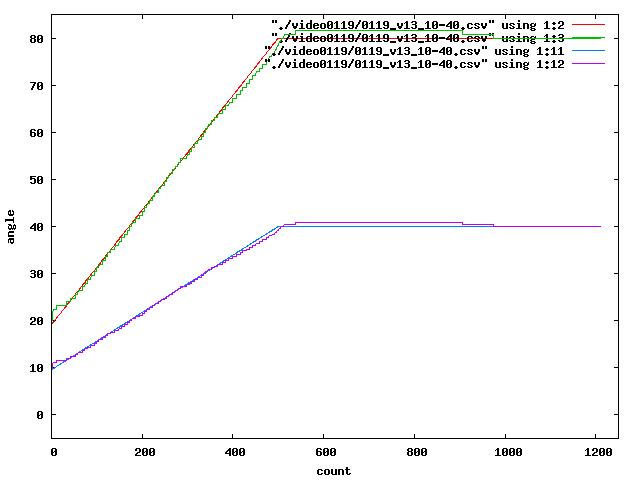 "./video0119/0119_v13_10-40.csv" using 1:2
"./video0119/0119_v13_10-40.csv" using 1:3
"./video0119/0119_v13_10-40.csv" using 1:11
"./video0119/0119_v13_10-40.csv" using 1:12
80
70
60
50
40
30
20
10
0
angle
0 200 400 600 800 1000 1200
count